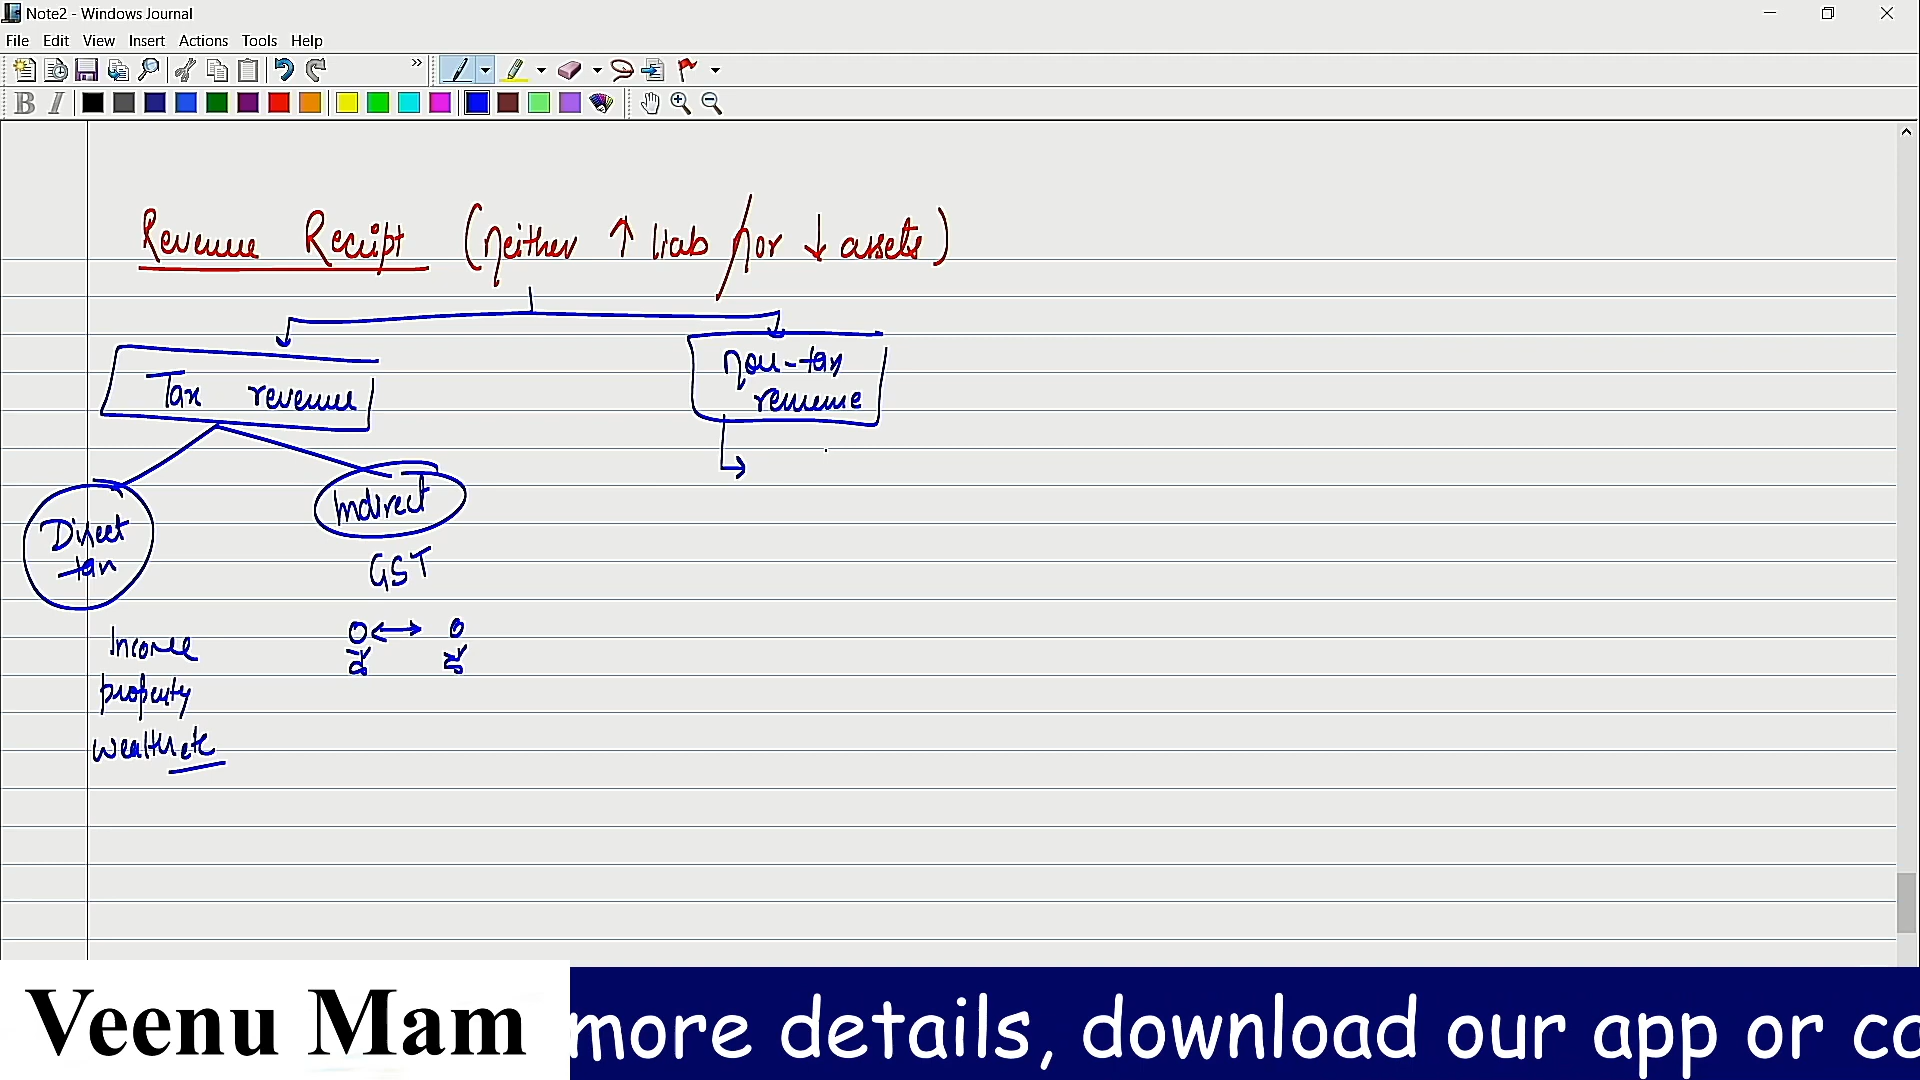 Note2 - Windows Journal
File Edit View Insert Actions Tools Help
B I
Revenue Receipt (neither ↑ liab / nor ↓ assets)
Tax revenue
non-tax
revenue
Direct
tax
Indirect
GST
Income
property
wealth etc
Veenu Mam
more details, download our app or co